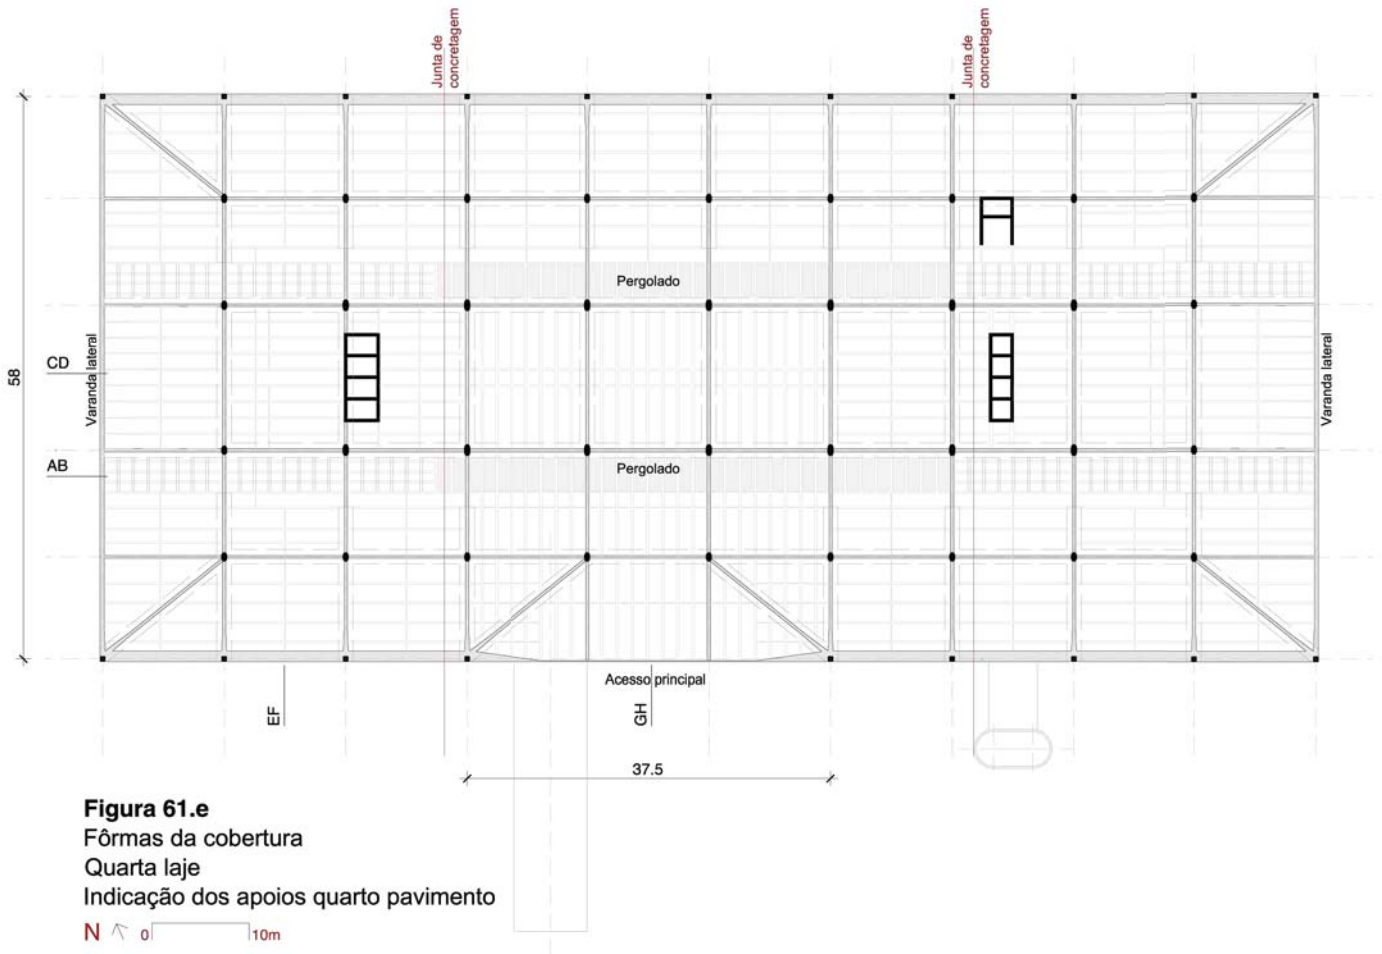 Junta de
concretagem
Junta de
concretagem
Pergolado
58
CD
Varanda lateral
Varanda lateral
AB
Pergolado
Acesso principal
EF
GH
37.5
Figura 61.e
Fôrmas da cobertura
Quarta laje
Indicação dos apoios quarto pavimento
N 0 10m